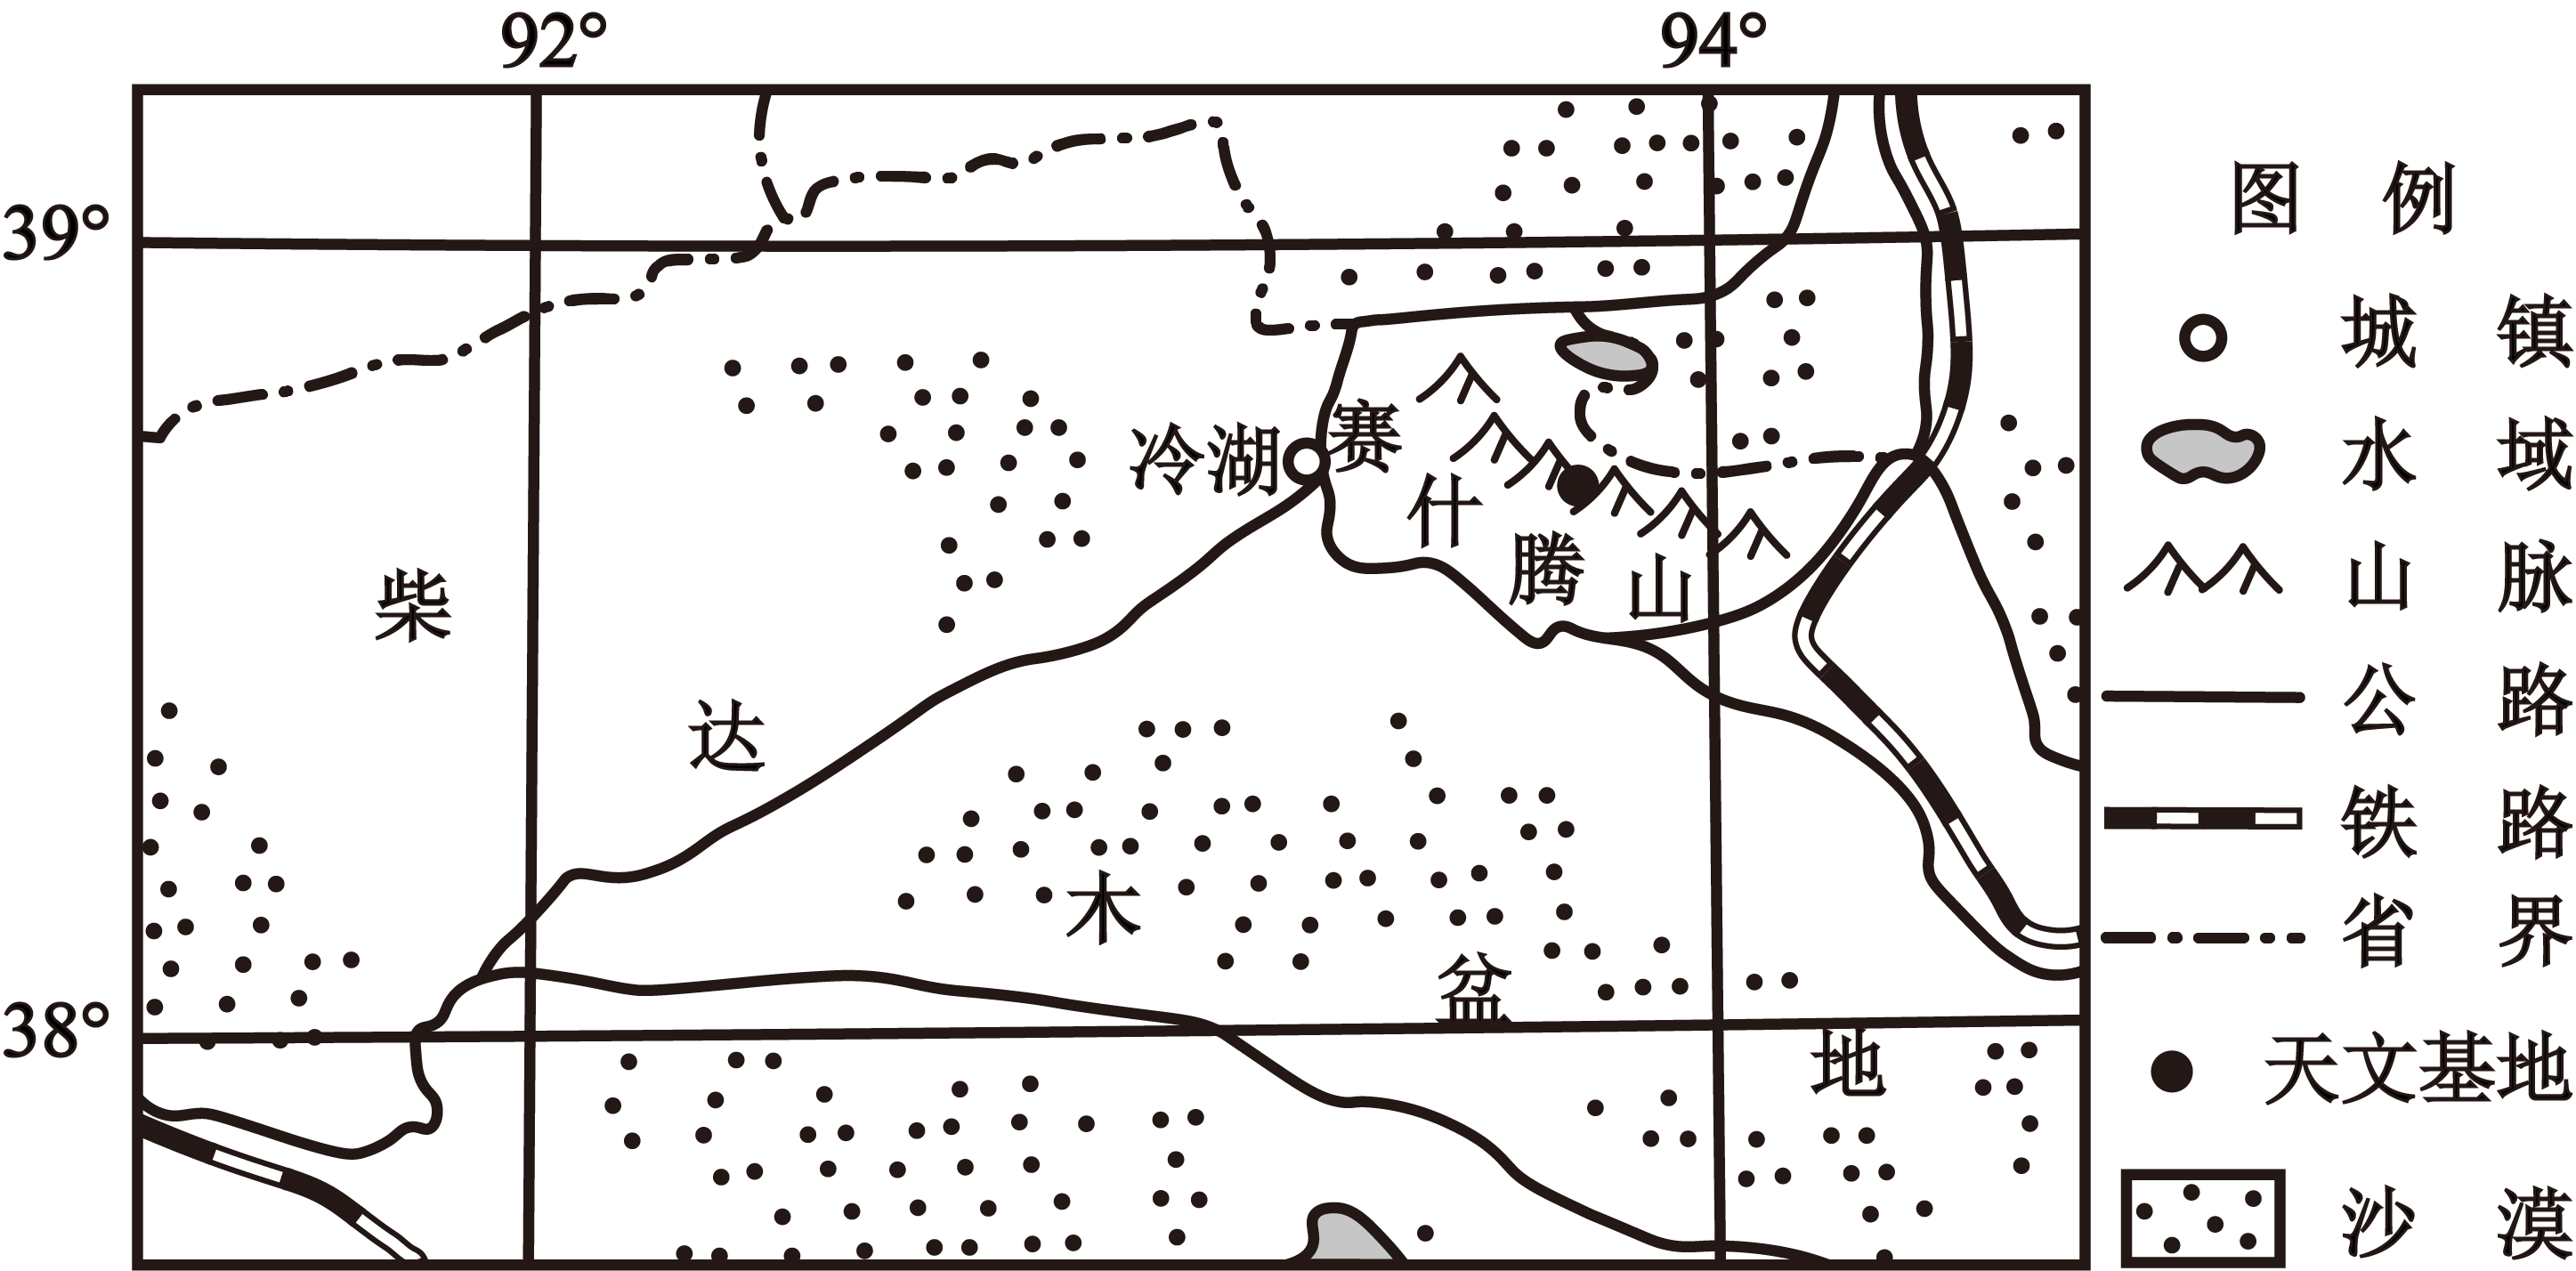 92° 94°
39°
38°
冷湖
赛什腾山
柴达木盆地
图例
城镇
水域
山脉
公路
铁路
省界
天文基地
沙漠